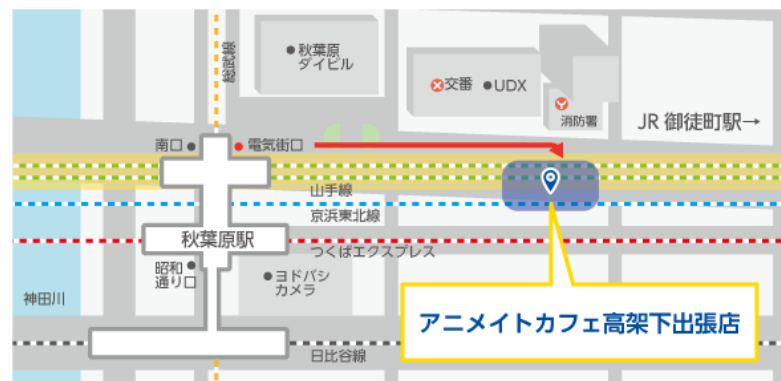 総武線
秋葉原
ダイビル
交番
UDX
消防署
JR 御徒町駅→
南口
電気街口
山手線
京浜東北線
秋葉原駅
つくばエクスプレス
昭和
通り口
ヨドバシ
カメラ
神田川
アニメイトカフェ高架下出張店
日比谷線